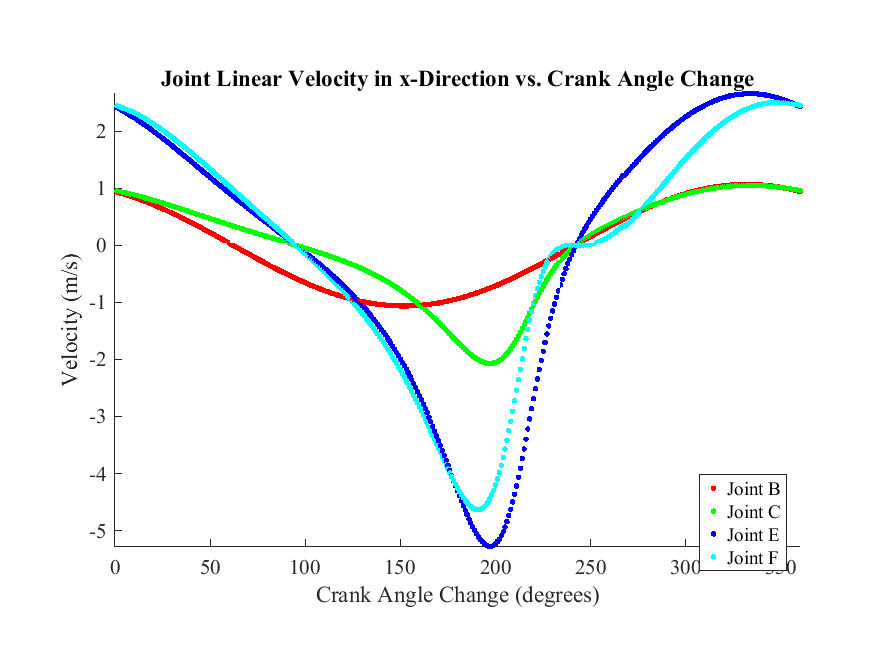 Joint Linear Velocity in x-Direction vs. Crank Angle Change
Velocity (m/s)
2
1
0
-1
-2
-3
-4
-5
Joint B
Joint C
Joint E
Joint F
0 50 100 150 200 250 300 350
Crank Angle Change (degrees)